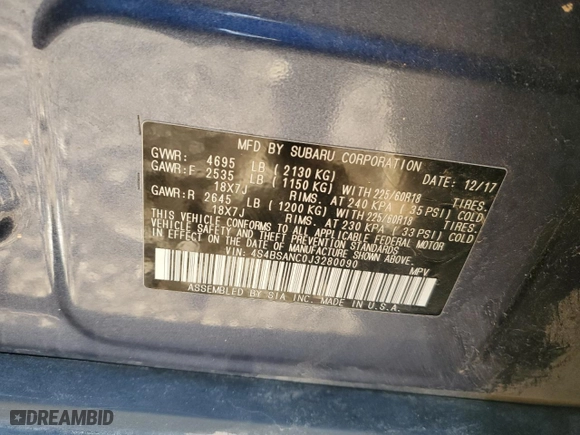 MFD BY SUBARU CORPORATION
GVWR: 4695 LB ( 2130 KG) DATE: 12/17
GAWR:F 2535 LB ( 1150 KG) WITH 225/60R18 TIRES,
18X7J RIMS, AT 240 KPA ( 35 PSI) COLD
GAWR:R 2645 LB ( 1200 KG) WITH 225/60R18 TIRES,
18X7J RIMS, AT 230 KPA ( 33 PSI) COLD
THIS VEHICLE CONFORMS TO ALL APPLICABLE FEDERAL MOTOR
VEHICLE SAFETY, BUMPER, AND THEFT PREVENTION STANDARDS
IN EFFECT ON THE DATE OF MANUFACTURE SHOWN ABOVE.
VIN: 4S4BSANC0J3280090 MPV
ASSEMBLED BY SIA INC. MADE IN U.S.A.
DREAMBID